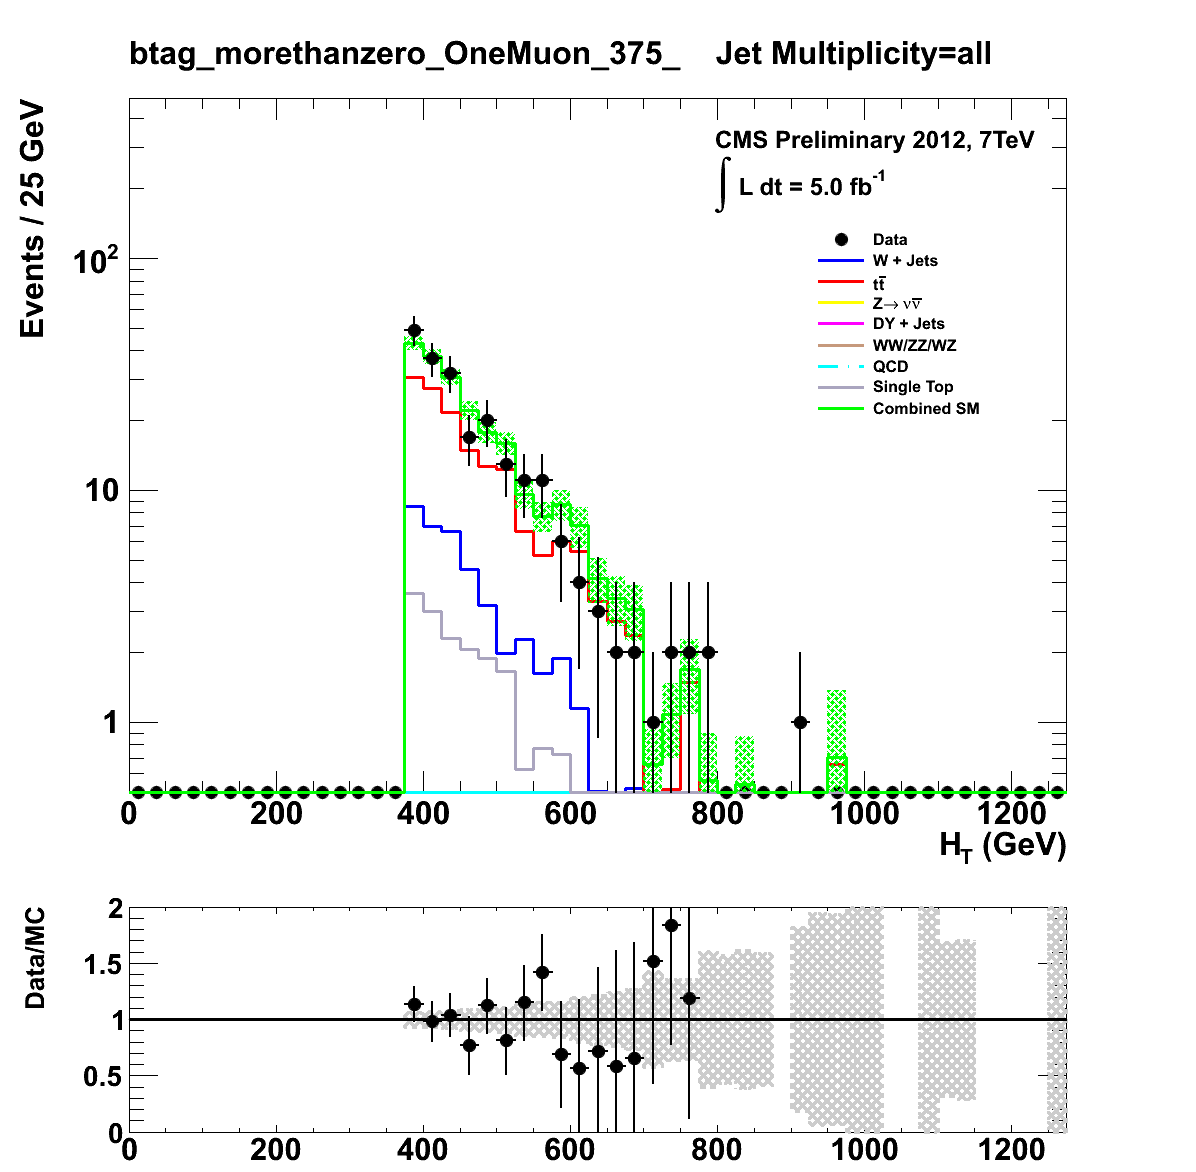 btag_morethanzero_OneMuon_375_ Jet Multiplicity=all
Events / 25 GeV
CMS Preliminary 2012, 7TeV
∫ L dt = 5.0 fb⁻¹
Data
W + Jets
tt̅
Z→ νν̅
DY + Jets
WW/ZZ/WZ
QCD
Single Top
Combined SM
10²
10
1
0 200 400 600 800 1000 1200
H_T (GeV)
Data/MC
2
1.5
1
0.5
0
0 200 400 600 800 1000 1200